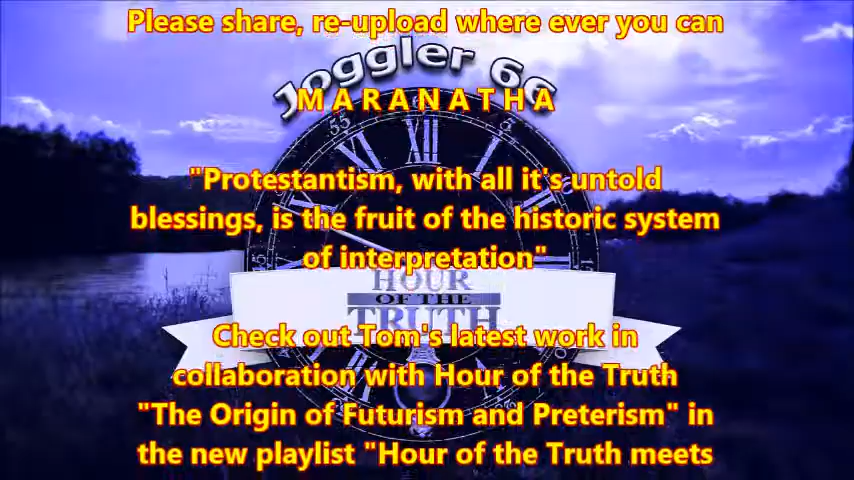 Please share, re-upload where ever you can
Joggler 66
M A R A N A T H A
"Protestantism, with all it's untold
blessings, is the fruit of the historic system
of interpretation"
HOUR
OF THE
TRUTH
Check out Tom's latest work in
collaboration with Hour of the Truth
"The Origin of Futurism and Preterism" in
the new playlist "Hour of the Truth meets